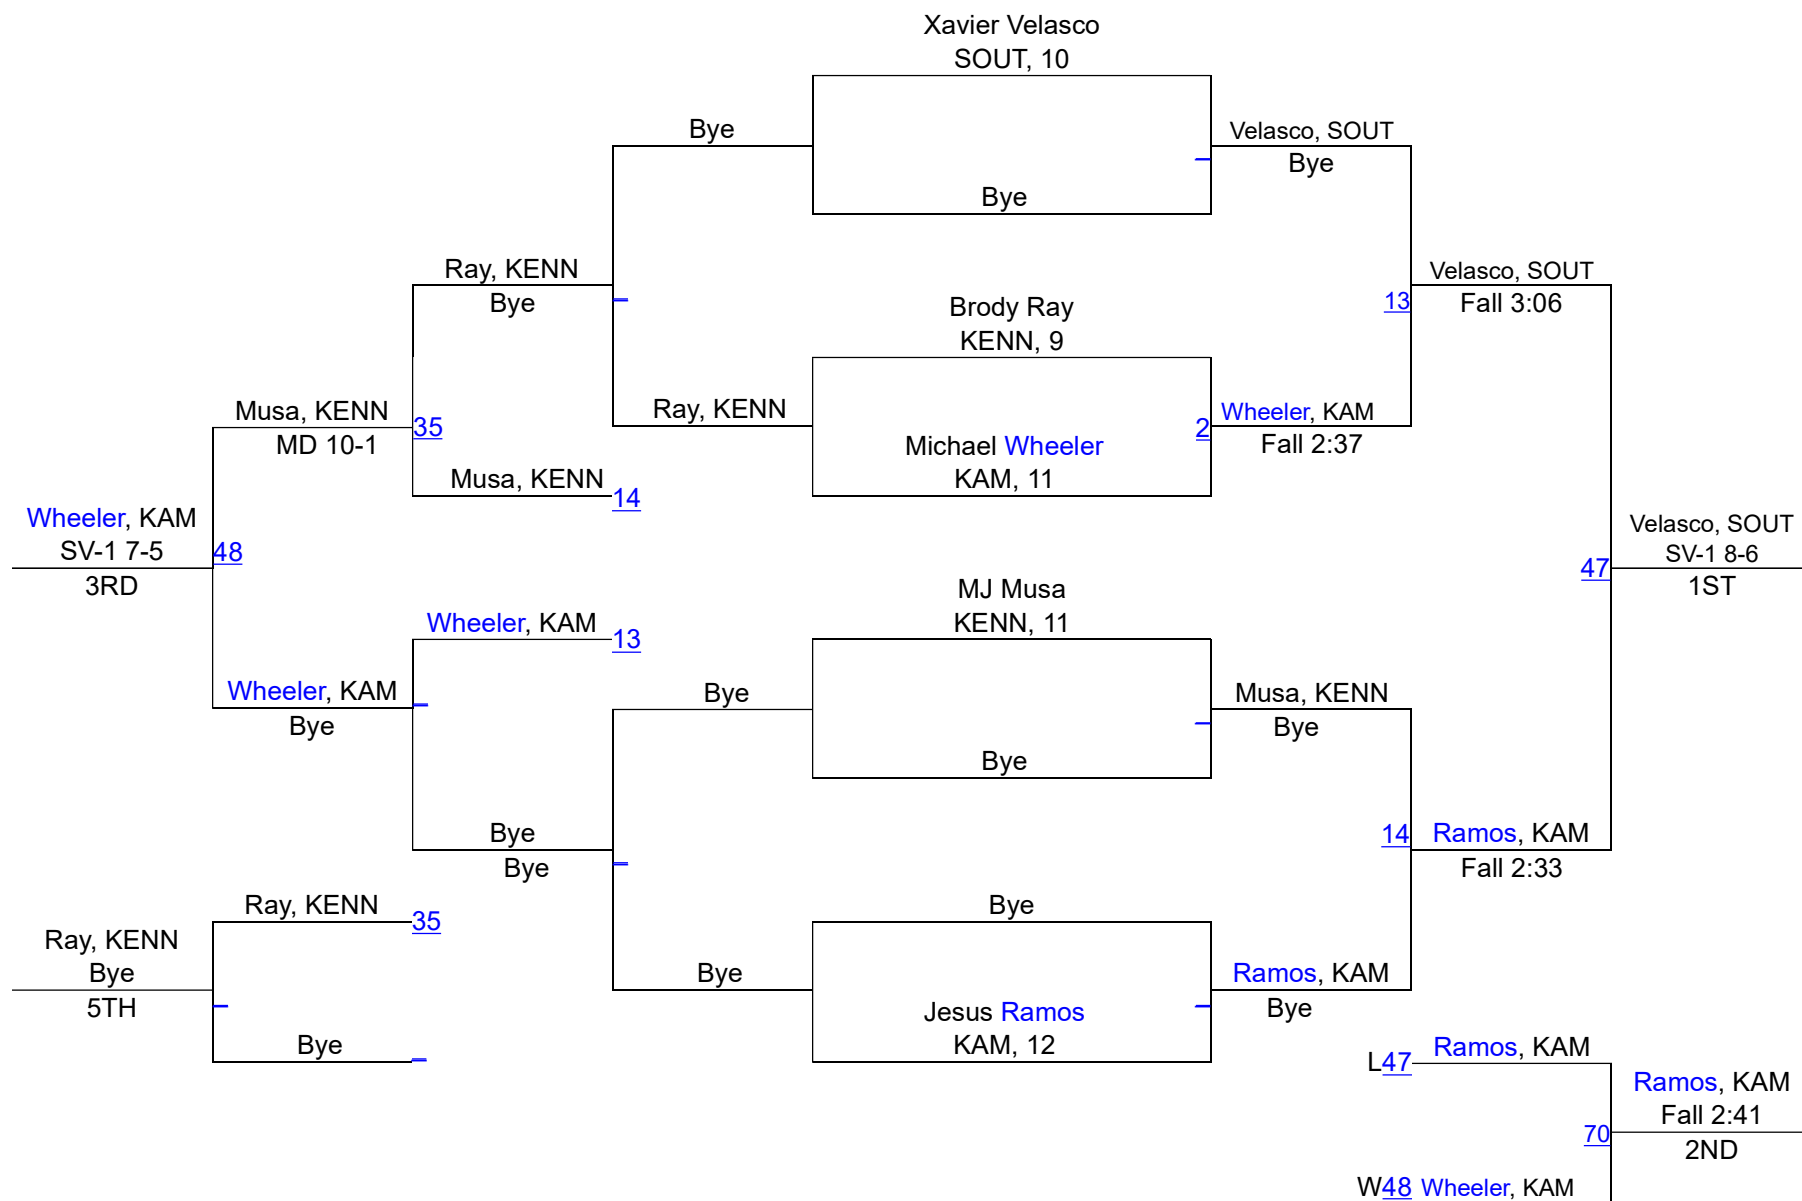 Xavier Velasco
SOUT, 10
Bye
Velasco, SOUT
Bye
Bye
Ray, KENN
Bye
Velasco, SOUT
13
Fall 3:06
Brody Ray
KENN, 9
Musa, KENN
35
MD 10-1
Ray, KENN
2
Wheeler, KAM
Fall 2:37
Michael Wheeler
KAM, 11
Musa, KENN
14
Wheeler, KAM
SV-1 7-5
48
3RD
Velasco, SOUT
SV-1 8-6
47
1ST
MJ Musa
KENN, 11
Wheeler, KAM
13
Wheeler, KAM
Bye
Bye
Musa, KENN
Bye
Bye
Bye
Bye
14
Ramos, KAM
Fall 2:33
Ray, KENN
35
Bye
Ray, KENN
Bye
5TH
Bye
Ramos, KAM
Bye
Jesus Ramos
KAM, 12
Bye
L47
Ramos, KAM
Ramos, KAM
Fall 2:41
70
2ND
W48
Wheeler, KAM